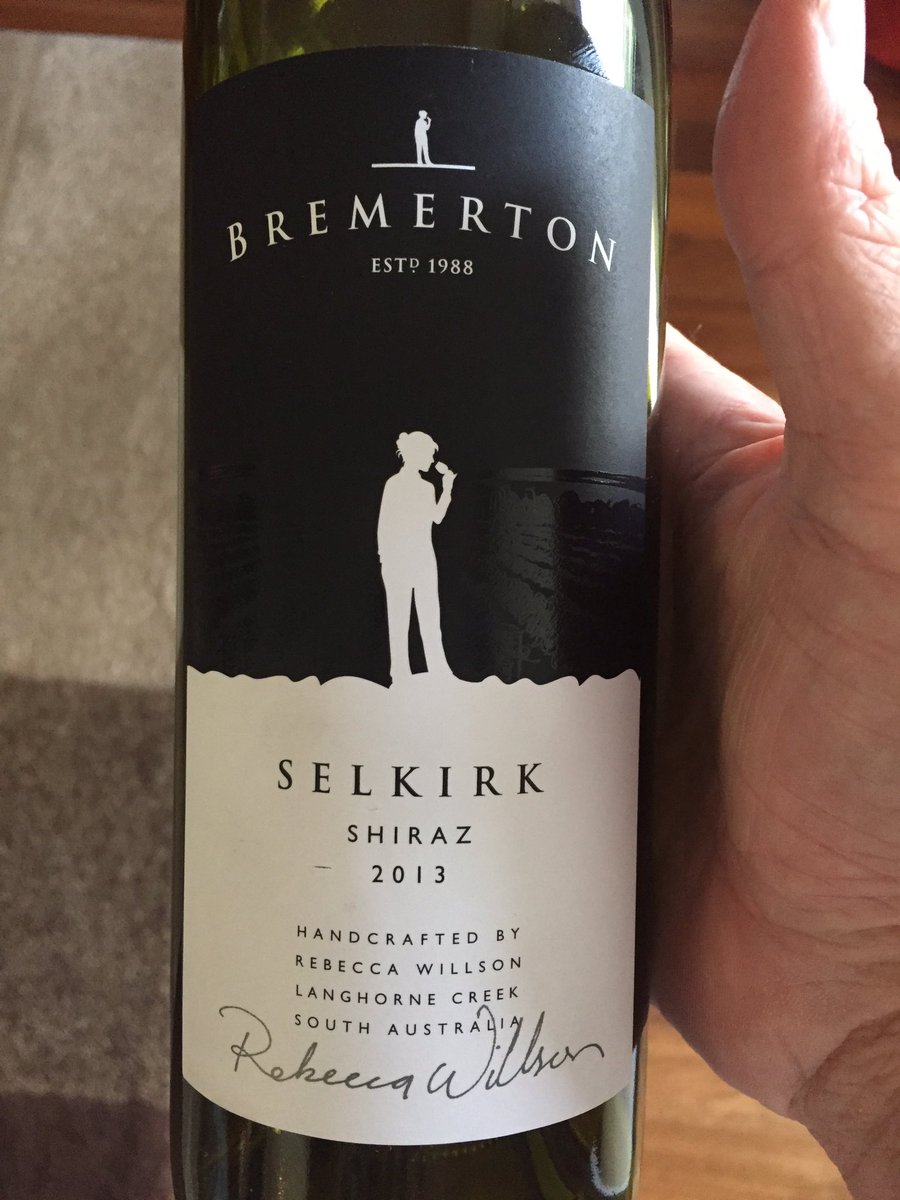 BREMERTON
ESTD. 1988
SELKIRK
SHIRAZ
2013
HANDCRAFTED BY
REBECCA WILLSON
LANGHORNE CREEK
SOUTH AUSTRALIA
Rebecca Willson